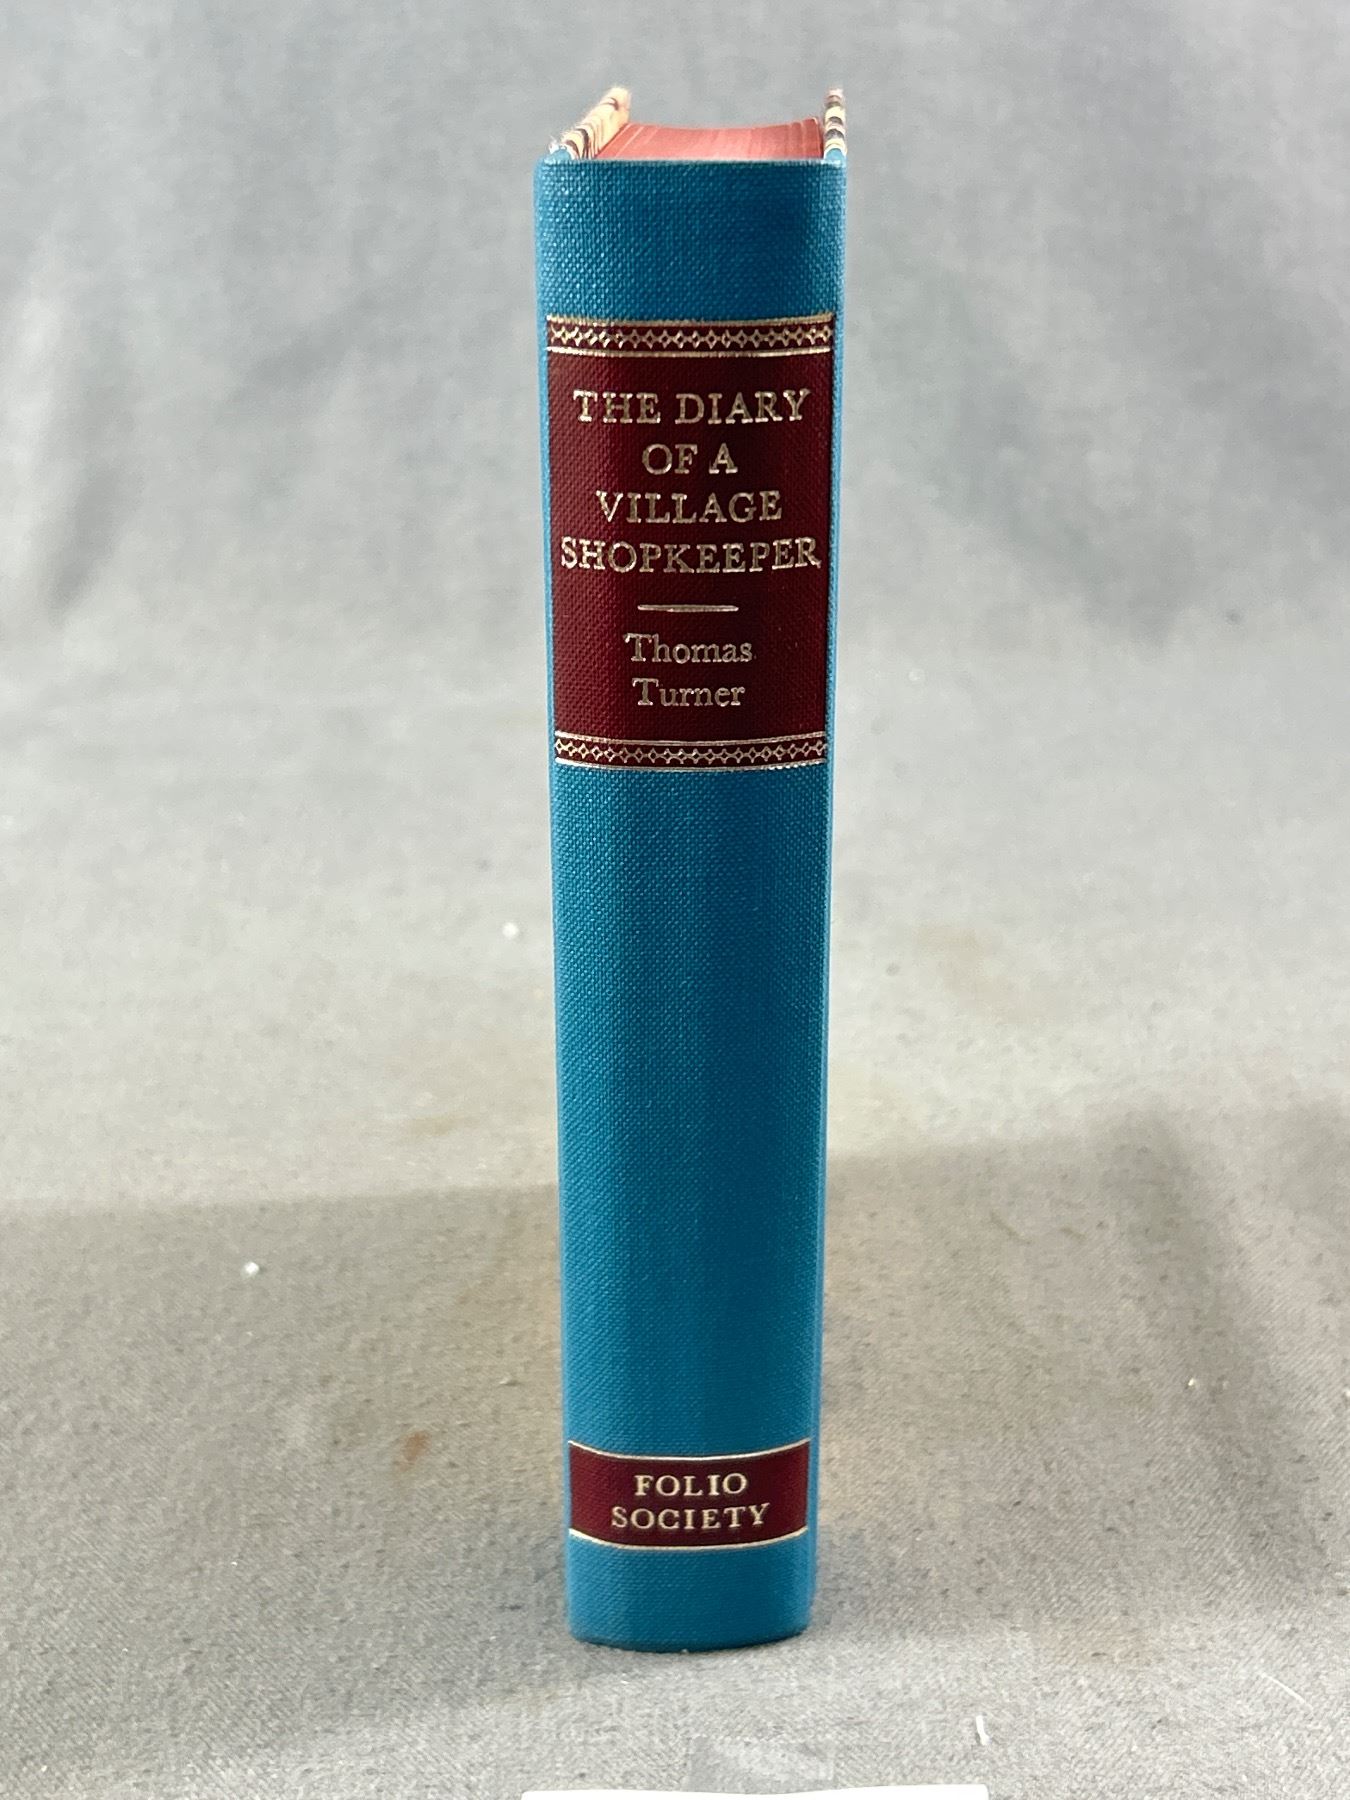 THE DIARY
OF A
VILLAGE
SHOPKEEPER
Thomas
Turner
FOLIO
SOCIETY